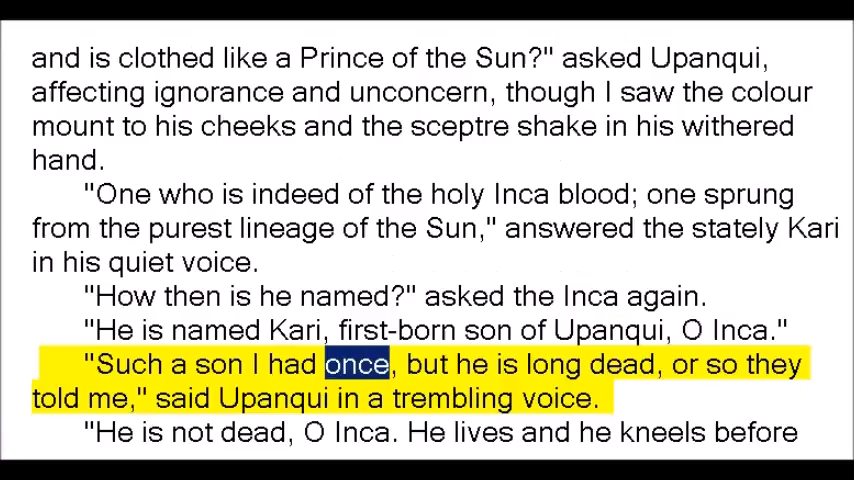 and is clothed like a Prince of the Sun?" asked Upanqui,
affecting ignorance and unconcern, though I saw the colour
mount to his cheeks and the sceptre shake in his withered
hand.
"One who is indeed of the holy Inca blood; one sprung
from the purest lineage of the Sun," answered the stately Kari
in his quiet voice.
"How then is he named?" asked the Inca again.
"He is named Kari, first-born son of Upanqui, O Inca."
"Such a son I had once, but he is long dead, or so they
told me," said Upanqui in a trembling voice.
"He is not dead, O Inca. He lives and he kneels before